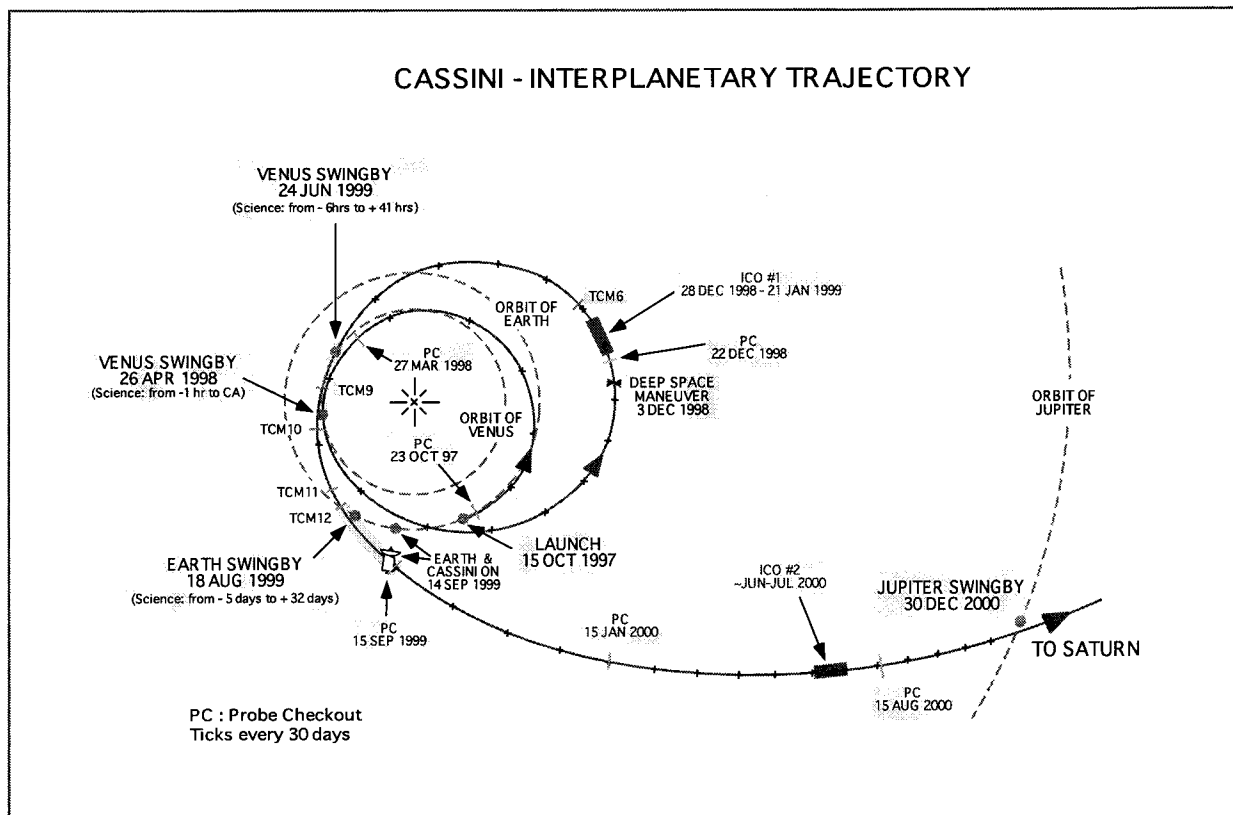 CASSINI - INTERPLANETARY TRAJECTORY
VENUS SWINGBY
24 JUN 1999
(Science: from - 6hrs to + 41 hrs)
ICO #1
28 DEC 1998 - 21 JAN 1999
TCM6
ORBIT OF
EARTH
PC
22 DEC 1998
VENUS SWINGBY
26 APR 1998
(Science: from -1 hr to CA)
PC
27 MAR 1998
TCM9
DEEP SPACE
MANEUVER
3 DEC 1998
ORBIT OF
JUPITER
TCM10
ORBIT OF
VENUS
PC
23 OCT 97
TCM11
TCM12
LAUNCH
15 OCT 1997
EARTH SWINGBY
18 AUG 1999
(Science: from - 5 days to + 32 days)
EARTH &
CASSINI ON
14 SEP 1999
ICO #2
~JUN-JUL 2000
JUPITER SWINGBY
30 DEC 2000
PC
15 SEP 1999
PC
15 JAN 2000
TO SATURN
PC
15 AUG 2000
PC : Probe Checkout
Ticks every 30 days